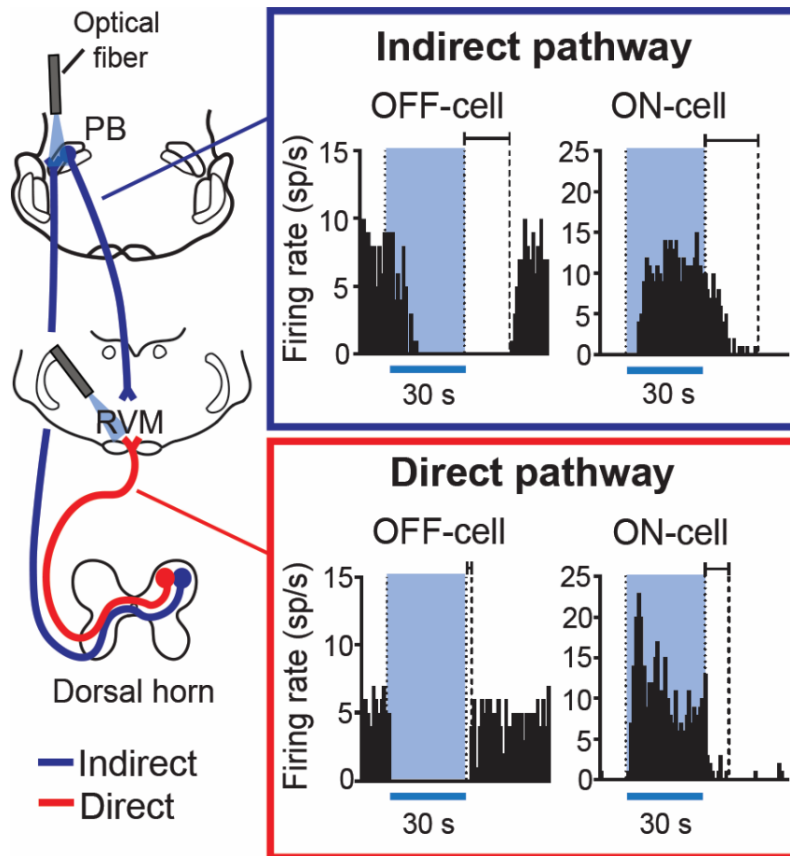 Optical
fiber
PB
RVM
Dorsal horn
Indirect
Direct
Indirect pathway
OFF-cell
ON-cell
Firing rate (sp/s)
15
10
5
0
30 s
25
20
15
10
5
0
30 s
Direct pathway
OFF-cell
ON-cell
Firing rate (sp/s)
15
10
5
0
30 s
25
20
15
10
5
0
30 s